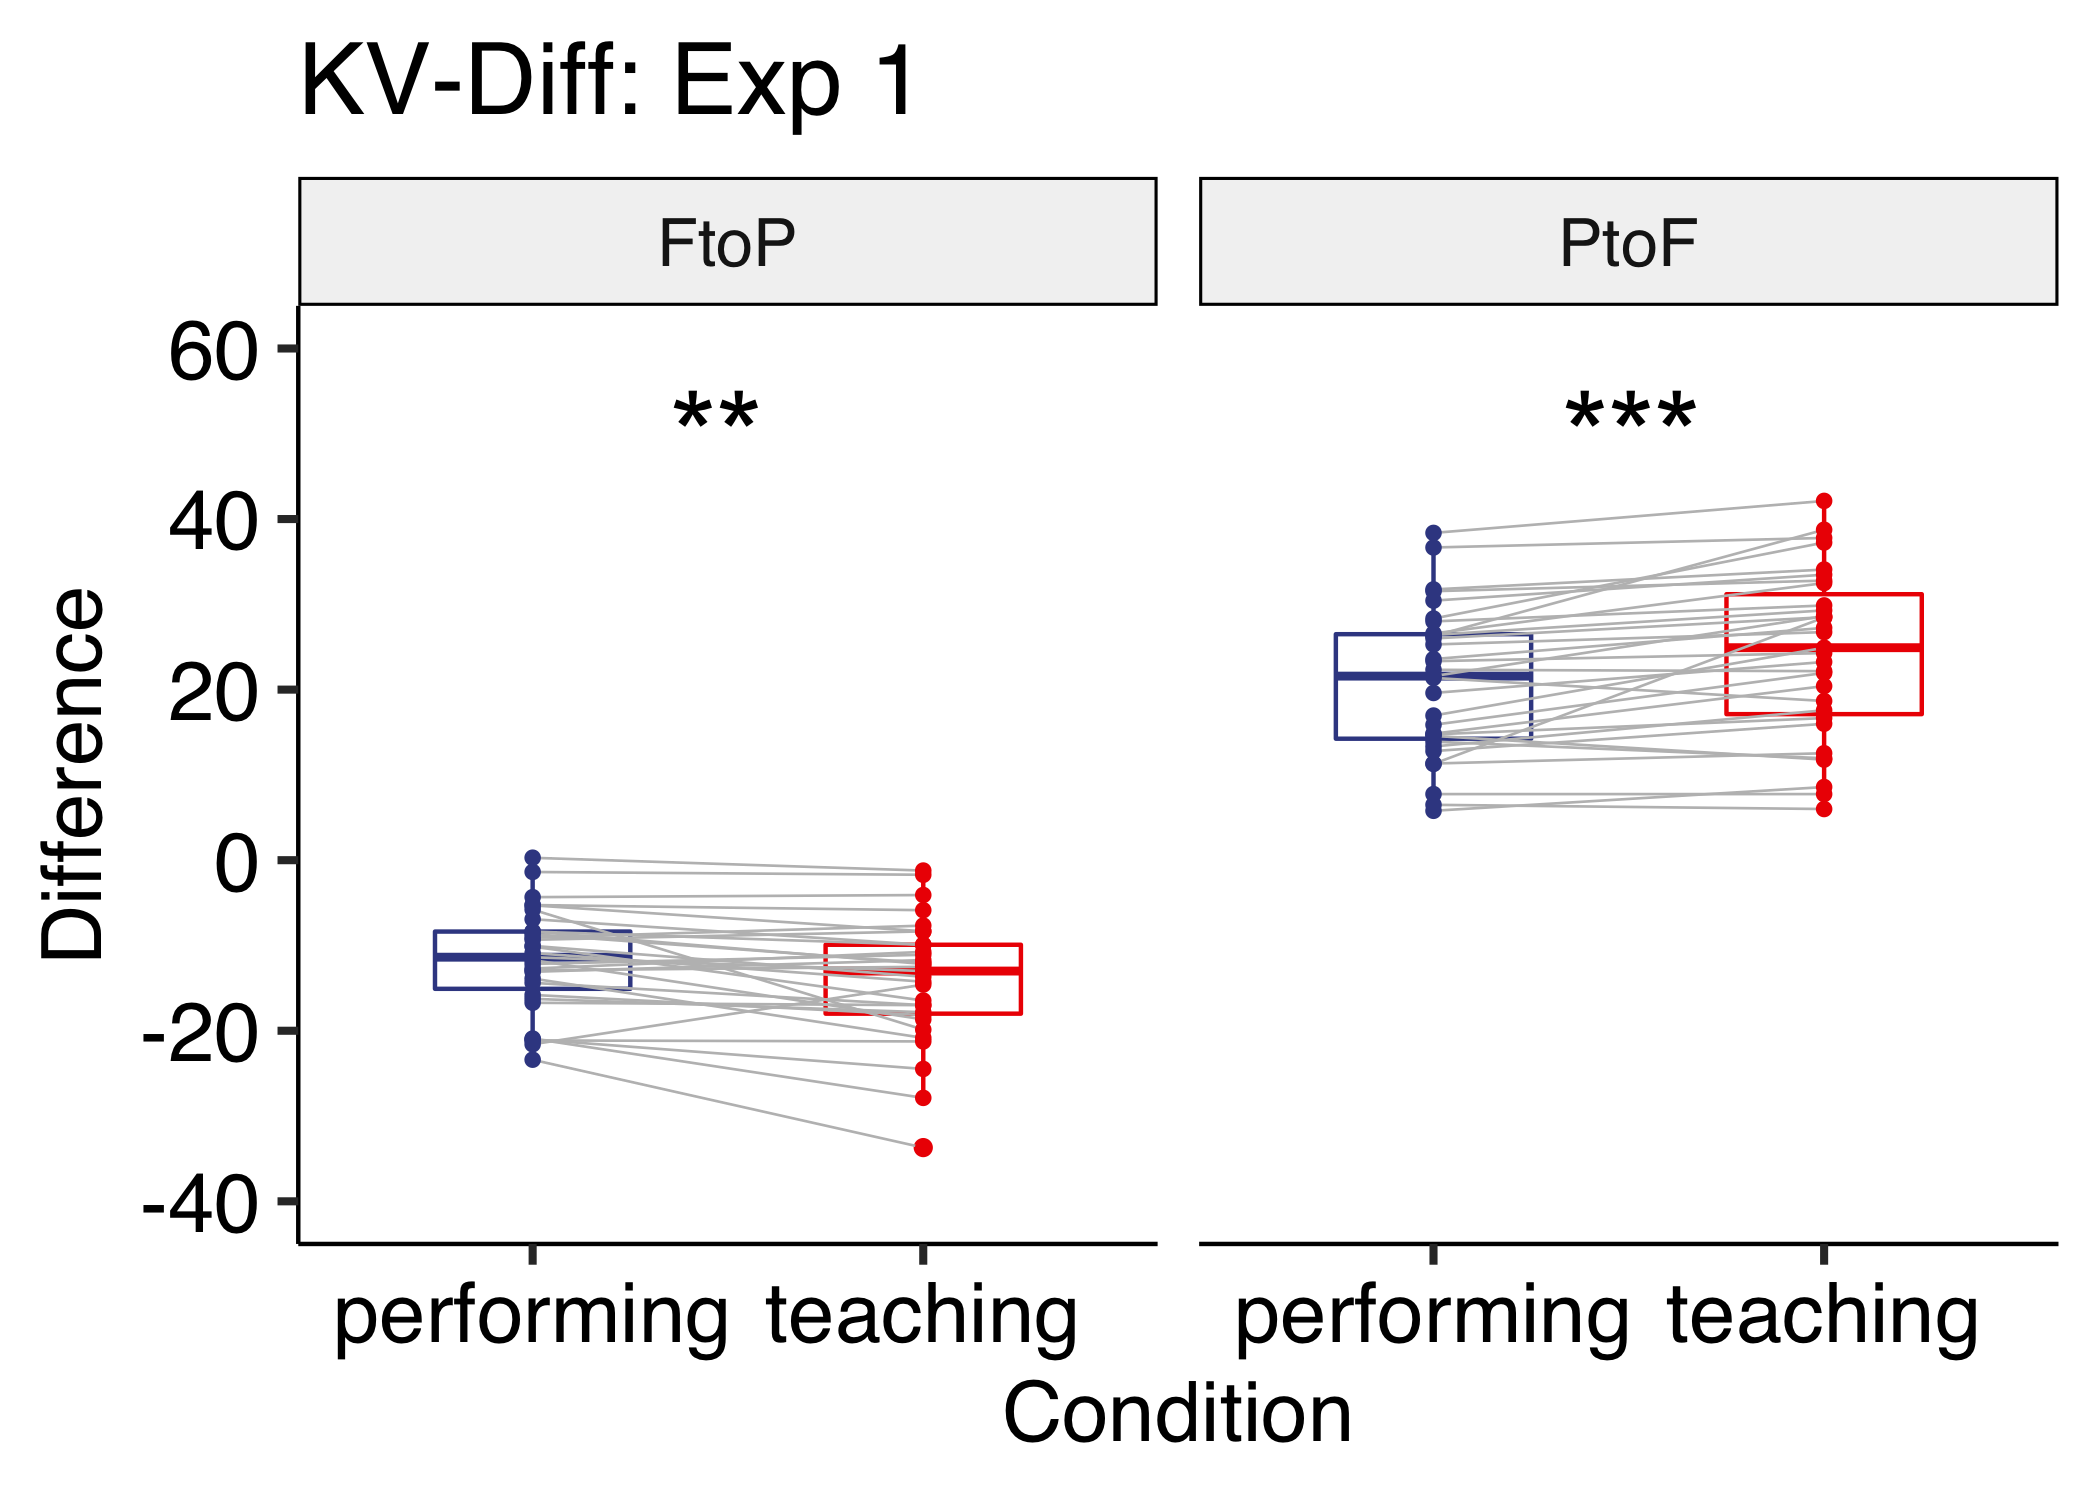 KV-Diff: Exp 1
FtoP
PtoF
**
***
60
40
20
0
-20
-40
Difference
performing teaching
performing teaching
Condition